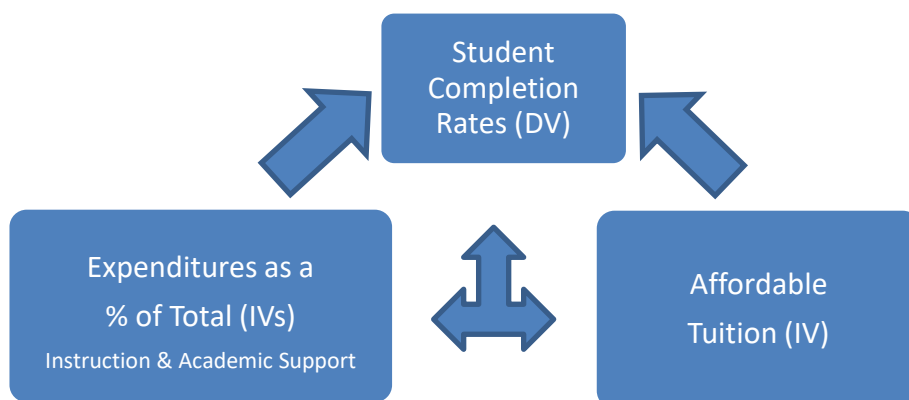 Student
Completion
Rates (DV)
Expenditures as a
% of Total (IVs)
Instruction & Academic Support
Affordable
Tuition (IV)